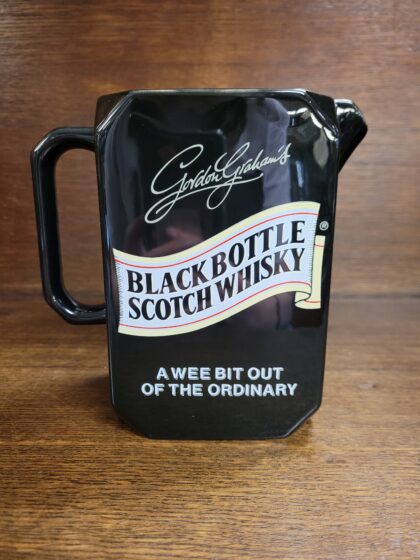 Gordon Graham's
BLACK BOTTLE
SCOTCH WHISKY
®
A WEE BIT OUT
OF THE ORDINARY